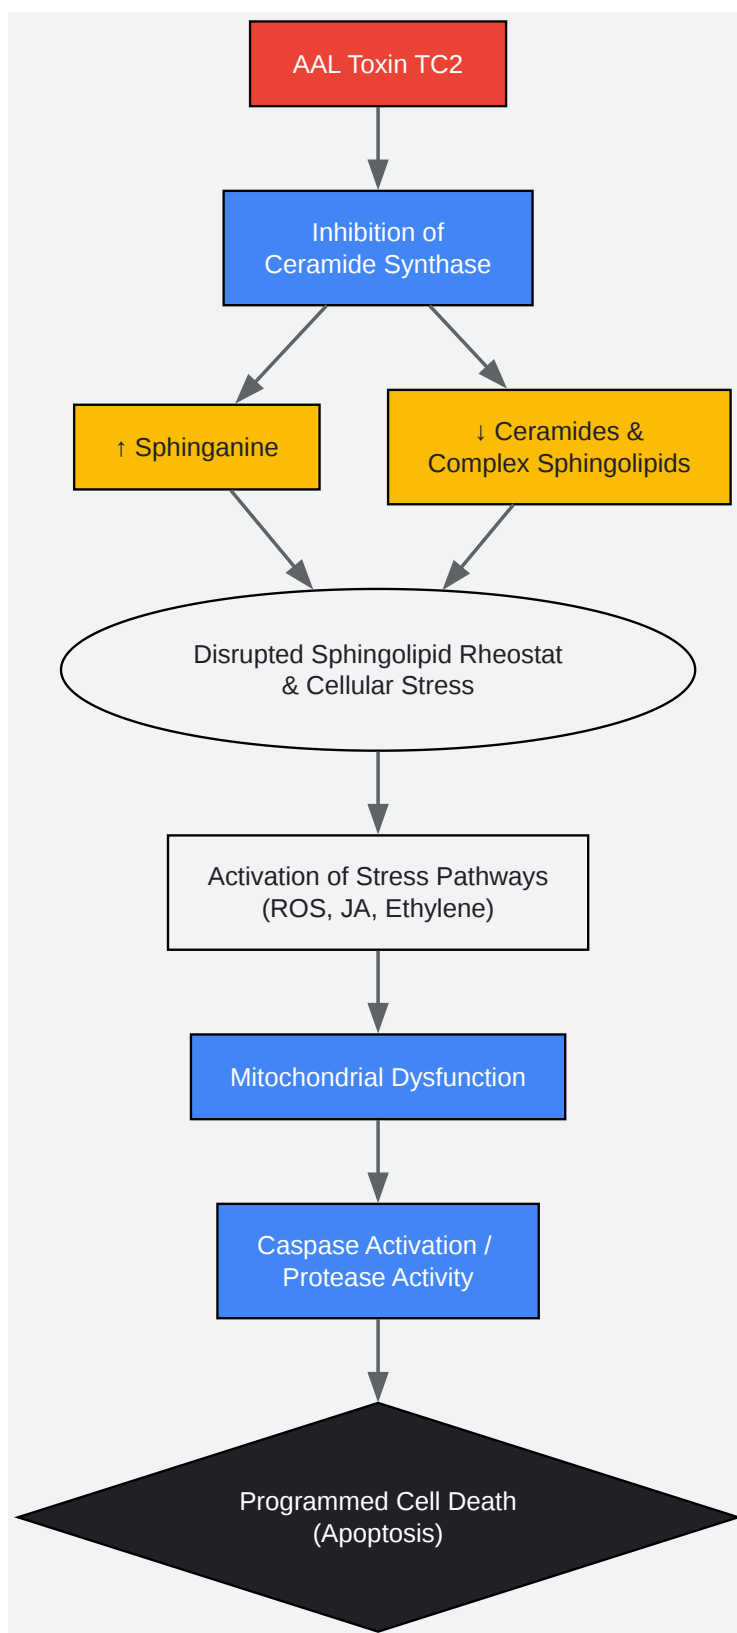 AAL Toxin TC2
Inhibition of
Ceramide Synthase
↑ Sphinganine
↓ Ceramides &
Complex Sphingolipids
Disrupted Sphingolipid Rheostat
& Cellular Stress
Activation of Stress Pathways
(ROS, JA, Ethylene)
Mitochondrial Dysfunction
Caspase Activation /
Protease Activity
Programmed Cell Death
(Apoptosis)